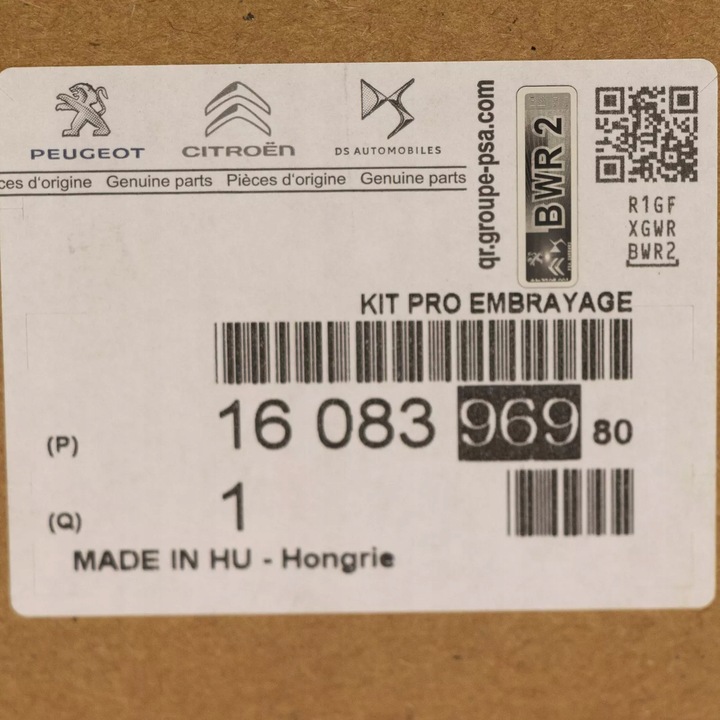 PEUGEOT
CITROËN
DS AUTOMOBILES
ces d'origine Genuine parts Pièces d'origine Genuine parts
qr.groupe-psa.com
BWR 2
R1GF
XGWR
BWR2
KIT PRO EMBRAYAGE
(P) 16 083 969 80
(Q) 1
MADE IN HU - Hongrie